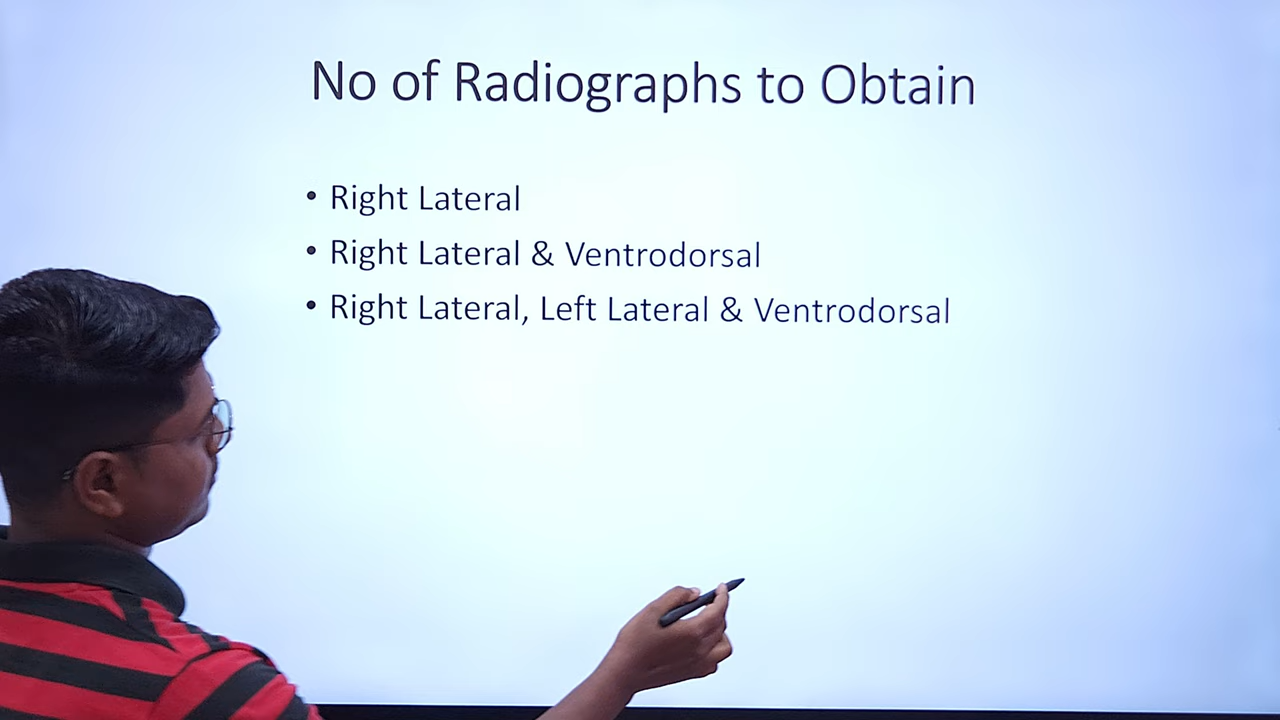 No of Radiographs to Obtain
• Right Lateral
• Right Lateral & Ventrodorsal
• Right Lateral, Left Lateral & Ventrodorsal